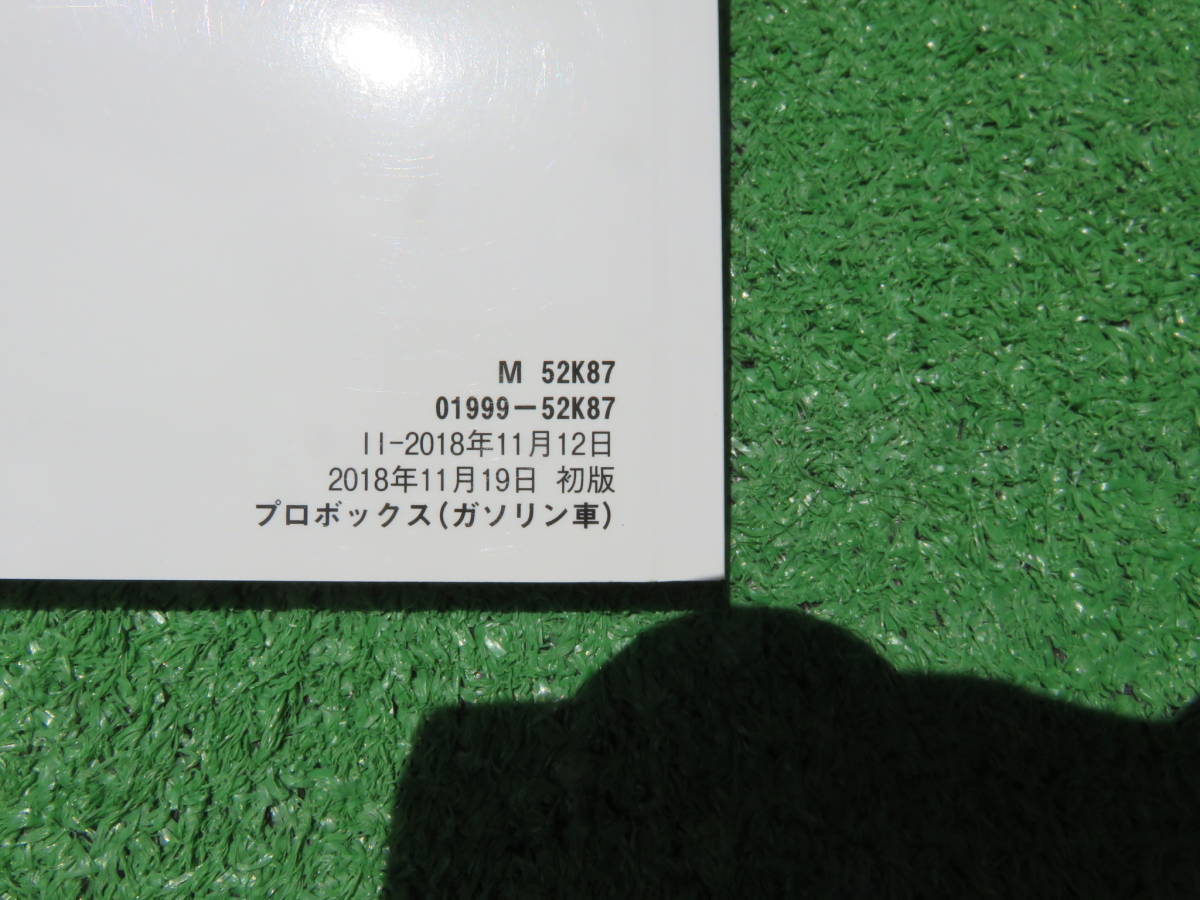 M 52K87
01999-52K87
II-2018年11月12日
2018年11月19日 初版
プロボックス(ガソリン車)